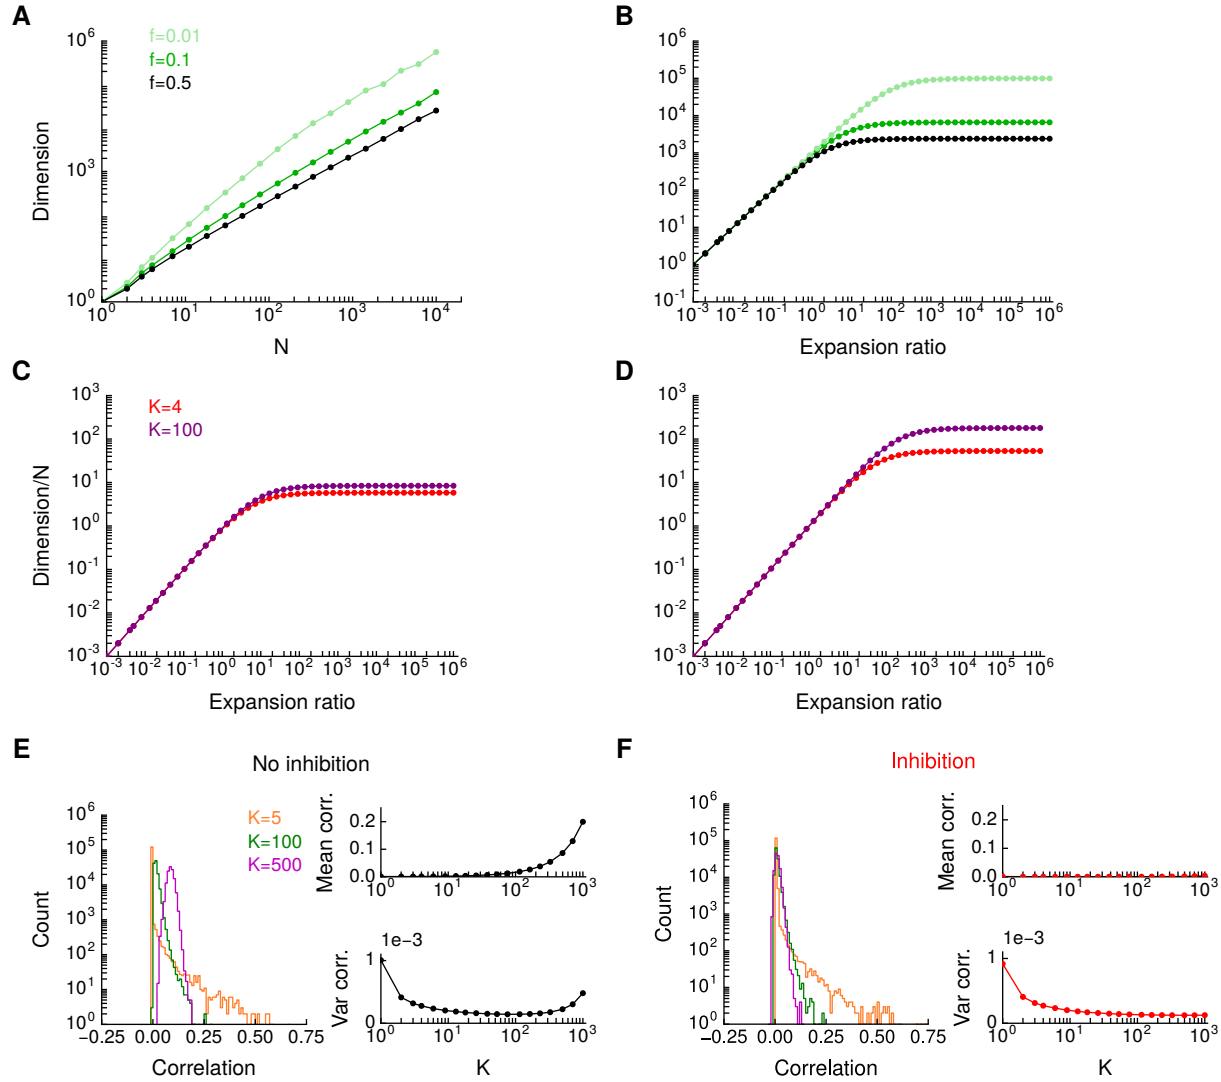 A
10^6
10^3
10^0
Dimension
f=0.01
f=0.1
f=0.5
10^0 10^1 10^2 10^3 10^4
N
B
10^6
10^5
10^4
10^3
10^2
10^1
10^0
10^-1
10^-3 10^-2 10^-1 10^0 10^1 10^2 10^3 10^4 10^5 10^6
Expansion ratio
C
10^3
10^2
10^1
10^0
10^-1
10^-2
10^-3
Dimension/N
K=4
K=100
10^-3 10^-2 10^-1 10^0 10^1 10^2 10^3 10^4 10^5 10^6
Expansion ratio
D
10^3
10^2
10^1
10^0
10^-1
10^-2
10^-3
10^-3 10^-2 10^-1 10^0 10^1 10^2 10^3 10^4 10^5 10^6
Expansion ratio
E
No inhibition
10^6
10^5
10^4
10^3
10^2
10^1
10^0
Count
K=5
K=100
K=500
−0.25 0.00 0.25 0.50 0.75
Correlation
Mean corr.
0.2
0.1
0.0
10^0 10^1 10^2 10^3
Var corr.
1e−3
1
0
10^0 10^1 10^2 10^3
K
F
Inhibition
10^6
10^5
10^4
10^3
10^2
10^1
10^0
Count
−0.25 0.00 0.25 0.50 0.75
Correlation
Mean corr.
0.2
0.1
0.0
10^0 10^1 10^2 10^3
Var corr.
1e−3
1
0
10^0 10^1 10^2 10^3
K